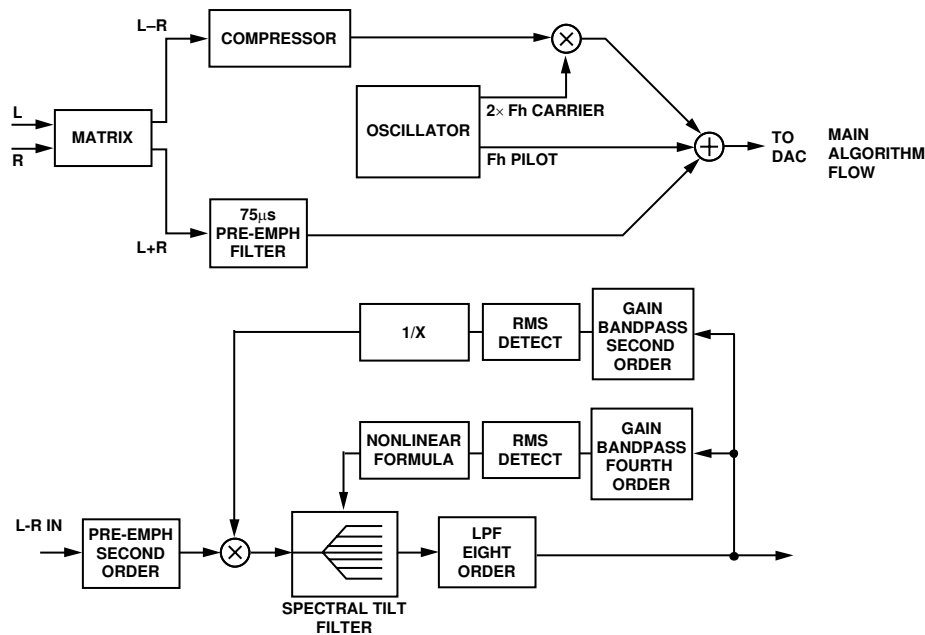 L–R
COMPRESSOR
×
L
R
MATRIX
OSCILLATOR
2× Fh CARRIER
Fh PILOT
+
TO
DAC
MAIN
ALGORITHM
FLOW
L+R
75µs
PRE-EMPH
FILTER
1/X
RMS
DETECT
GAIN
BANDPASS
SECOND
ORDER
NONLINEAR
FORMULA
RMS
DETECT
GAIN
BANDPASS
FOURTH
ORDER
L-R IN
PRE-EMPH
SECOND
ORDER
×
SPECTRAL TILT
FILTER
LPF
EIGHT
ORDER